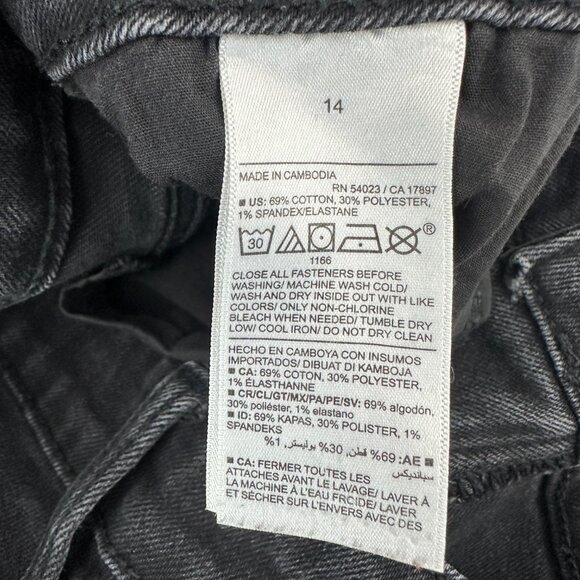 14
MADE IN CAMBODIA
RN 54023 / CA 17897
■ US: 69% COTTON, 30% POLYESTER,
1% SPANDEX/ELASTANE
30
®
1166
CLOSE ALL FASTENERS BEFORE
WASHING/ MACHINE WASH COLD/
WASH AND DRY INSIDE OUT WITH LIKE
COLORS/ ONLY NON-CHLORINE
BLEACH WHEN NEEDED/ TUMBLE DRY
LOW/ COOL IRON/ DO NOT DRY CLEAN
HECHO EN CAMBOYA CON INSUMOS
IMPORTADOS/ DIBUAT DI KAMBOJA
■ CA: 69% COTON, 30% POLYESTER,
1% ÉLASTHANNE
■ CR/CL/GT/MX/PA/PE/SV: 69% algodón,
30% poliéster, 1% elastano
■ ID: 69% KAPAS, 30% POLISTER, 1%
SPANDEKS
■ AE: 69% قطن, 30% بوليستر, 1%
سباندیکس
■ CA: FERMER TOUTES LES
ATTACHES AVANT LE LAVAGE/ LAVER À
LA MACHINE À L'EAU FROIDE/ LAVER
ET SÉCHER SUR L'ENVERS AVEC DES